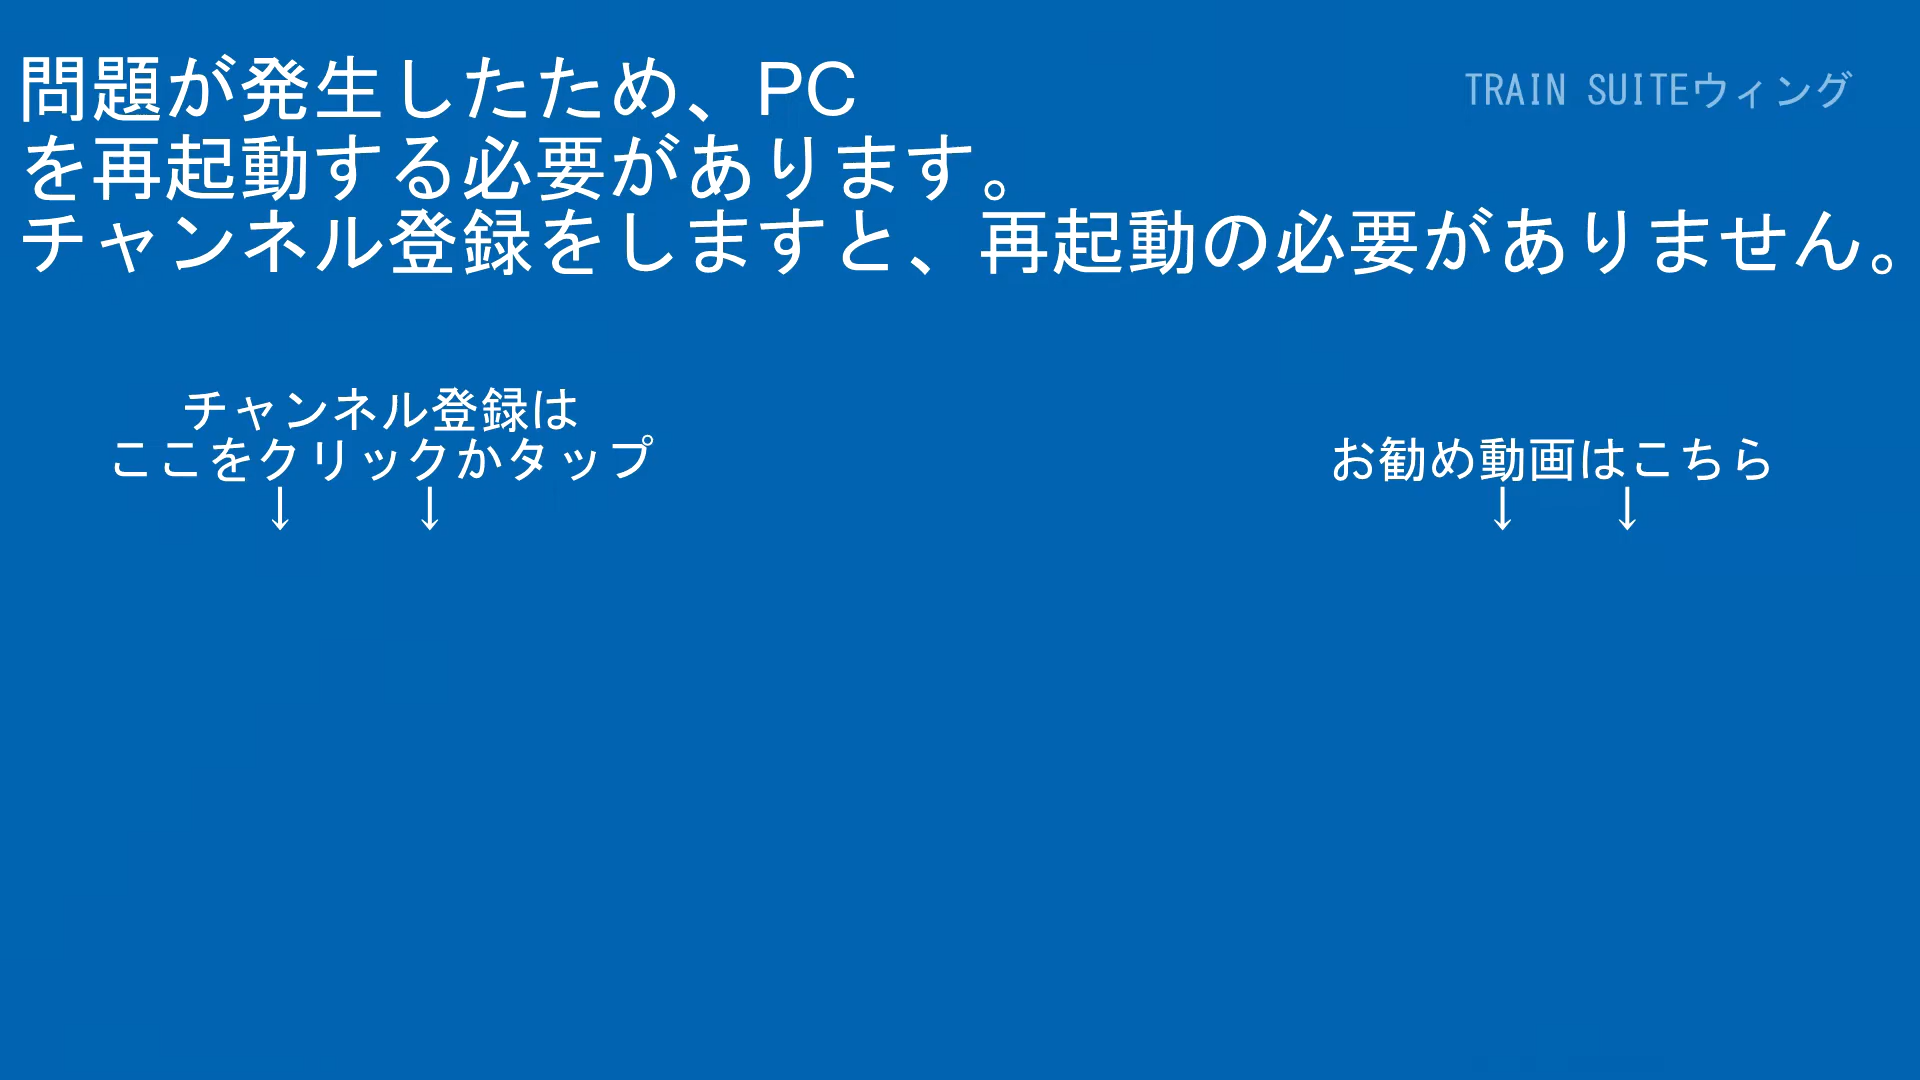 問題が発生したため、PC
TRAIN SUITEウィング
を再起動する必要があります。
チャンネル登録をしますと、再起動の必要がありません。
チャンネル登録は
ここをクリックかタップ
↓ ↓
お勧め動画はこちら
↓ ↓